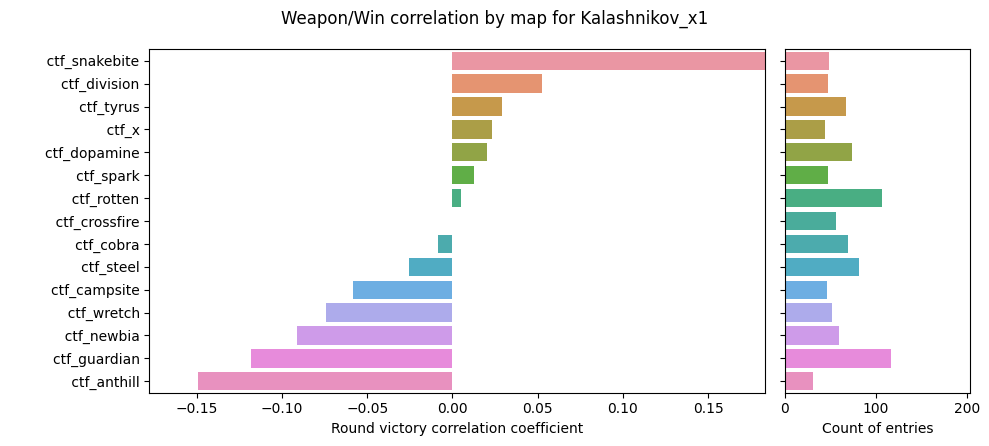 Weapon/Win correlation by map for Kalashnikov_x1
ctf_snakebite
ctf_division
ctf_tyrus
ctf_x
ctf_dopamine
ctf_spark
ctf_rotten
ctf_crossfire
ctf_cobra
ctf_steel
ctf_campsite
ctf_wretch
ctf_newbia
ctf_guardian
ctf_anthill
−0.15 −0.10 −0.05 0.00 0.05 0.10 0.15
Round victory correlation coefficient
0 100 200
Count of entries